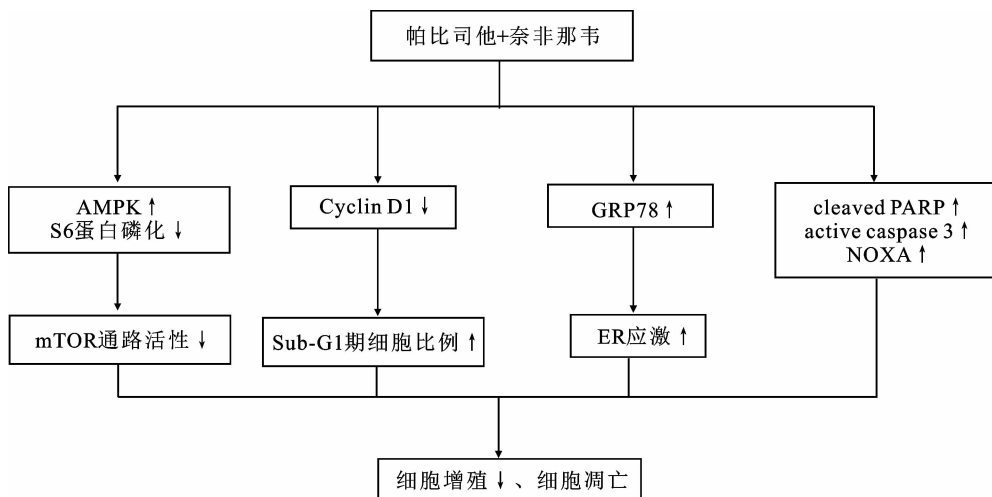 帕比司他+奈非那韦
AMPK↑
S6蛋白磷化↓
Cyclin D1↓
GRP78↑
cleaved PARP↑
active caspase 3↑
NOXA↑
mTOR通路活性↓
Sub-G1期细胞比例↑
ER应激↑
细胞增殖↓、细胞凋亡